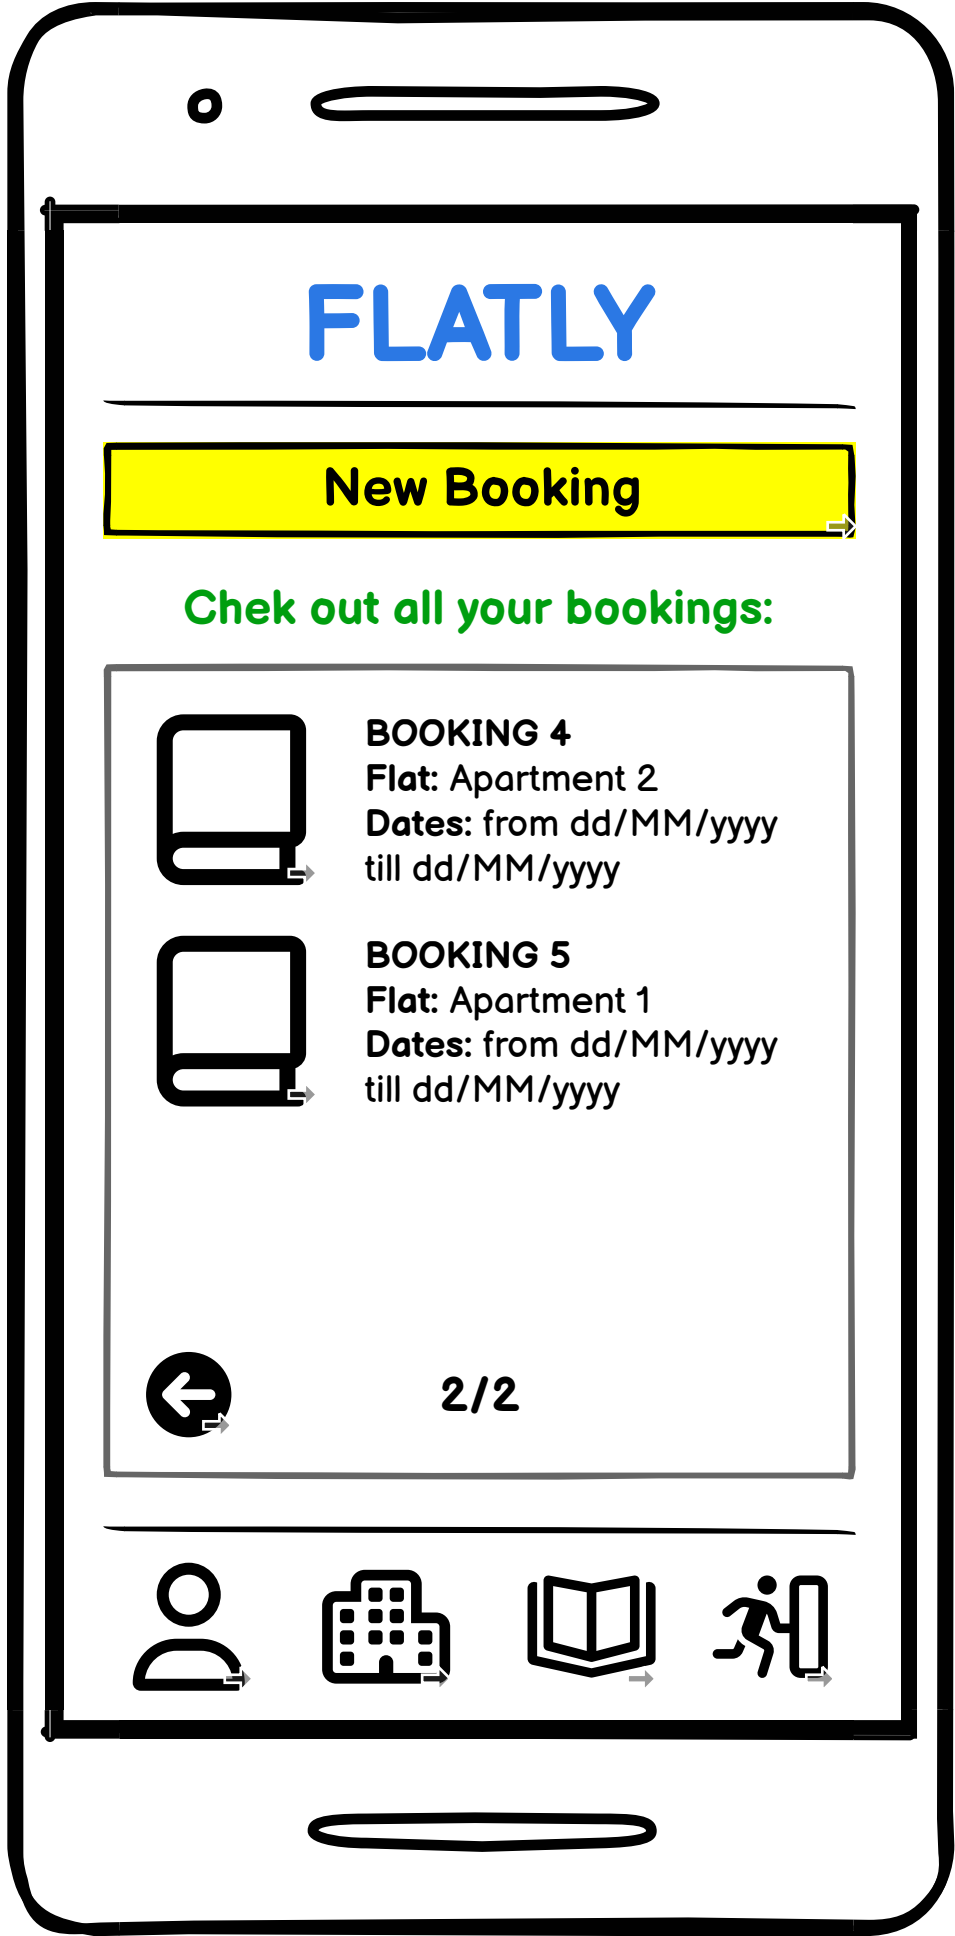 FLATLY
New Booking
Chek out all your bookings:
BOOKING 4
Flat: Apartment 2
Dates: from dd/MM/yyyy
till dd/MM/yyyy
BOOKING 5
Flat: Apartment 1
Dates: from dd/MM/yyyy
till dd/MM/yyyy
2/2